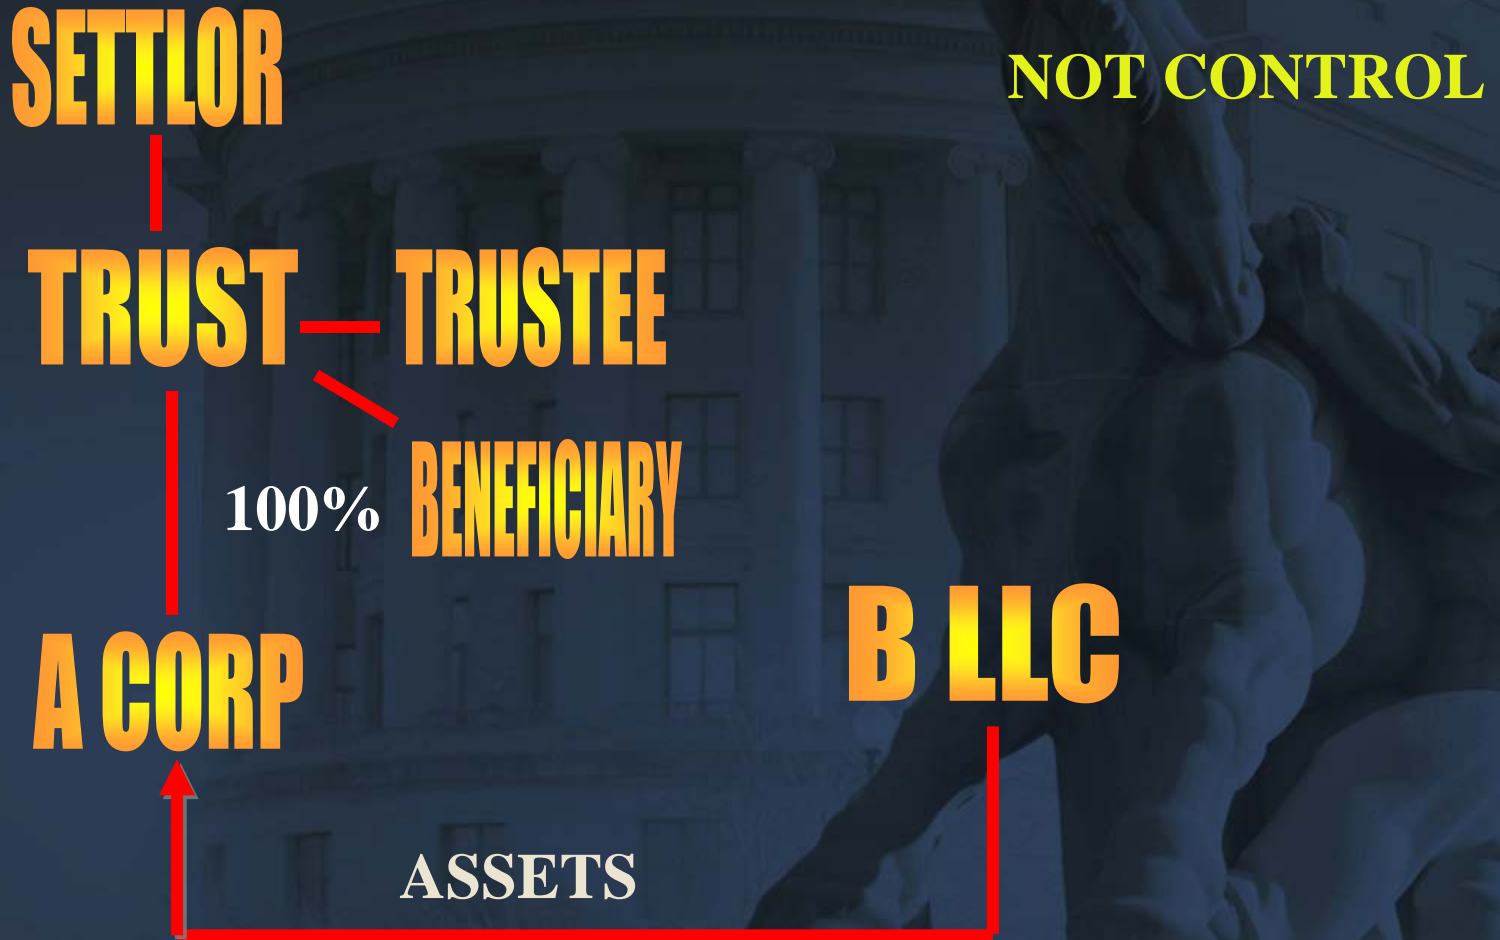 SETTLOR
NOT CONTROL
TRUST
TRUSTEE
100%
BENEFICIARY
B LLC
A CORP
ASSETS